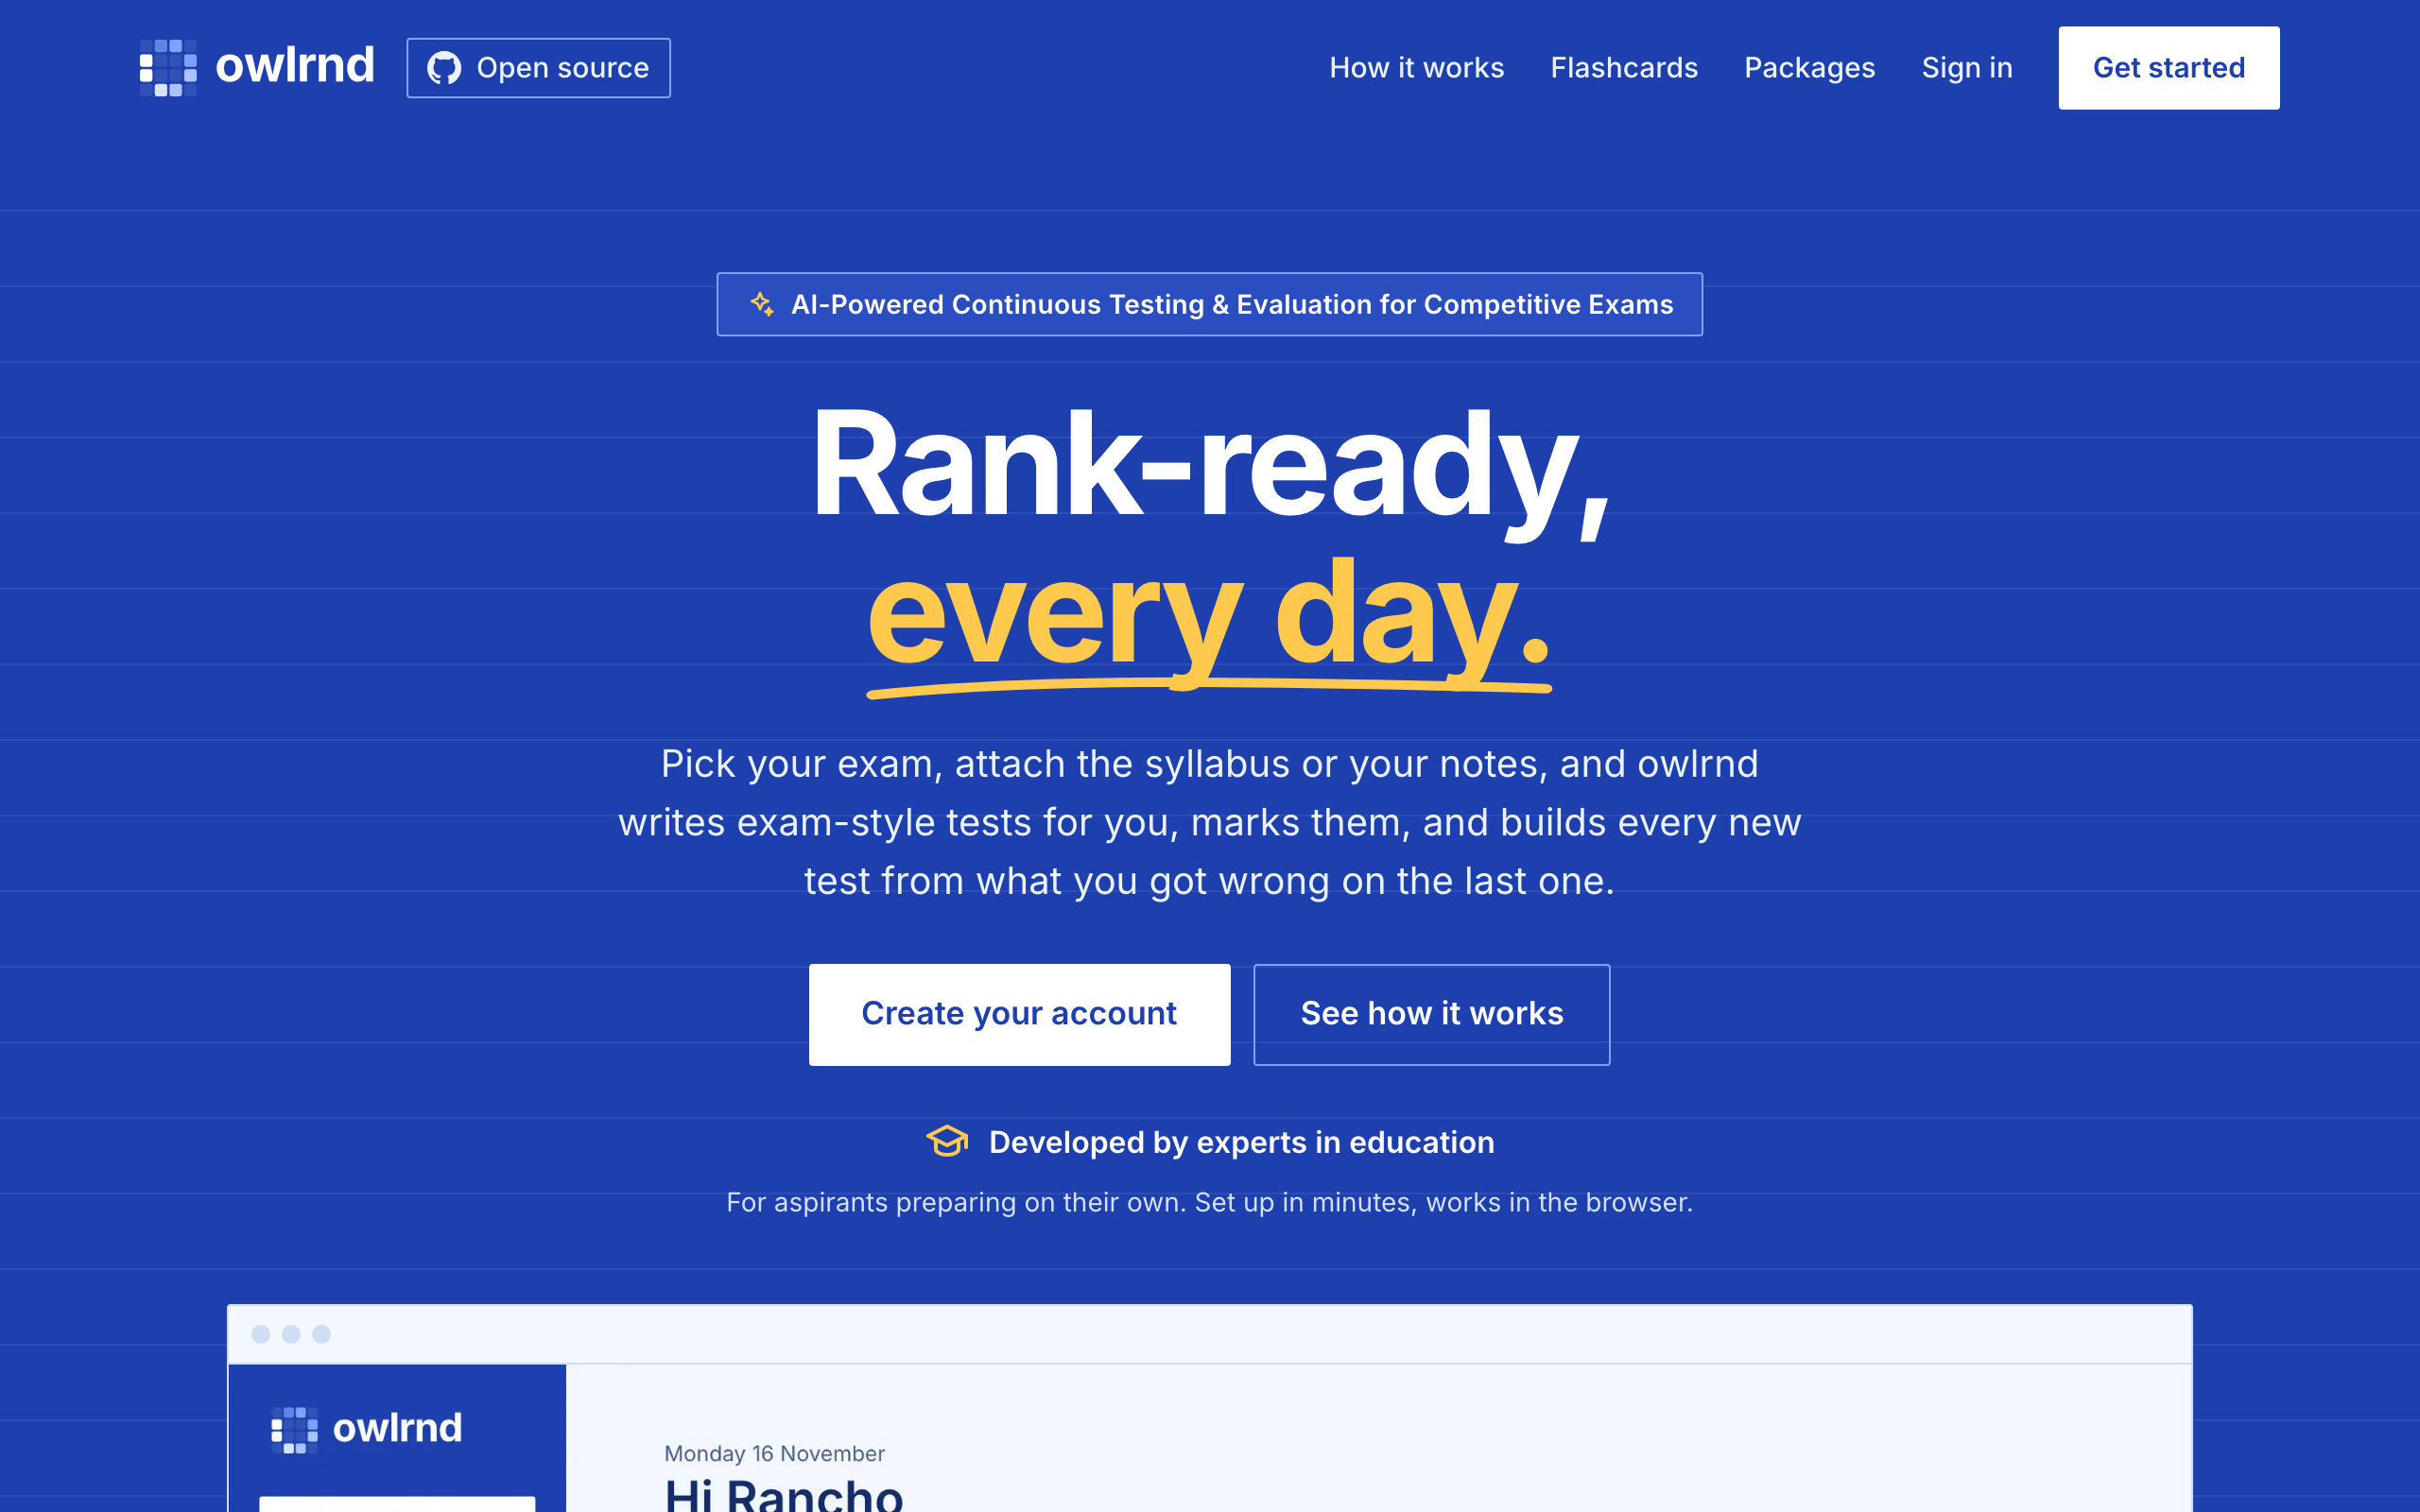 owlrnd
Open source
How it works
Flashcards
Packages
Sign in
Get started
AI-Powered Continuous Testing & Evaluation for Competitive Exams
Rank-ready,
every day.
Pick your exam, attach the syllabus or your notes, and owlrnd
writes exam-style tests for you, marks them, and builds every new
test from what you got wrong on the last one.
Create your account
See how it works
Developed by experts in education
For aspirants preparing on their own. Set up in minutes, works in the browser.
owlrnd
Monday 16 November
Hi Rancho